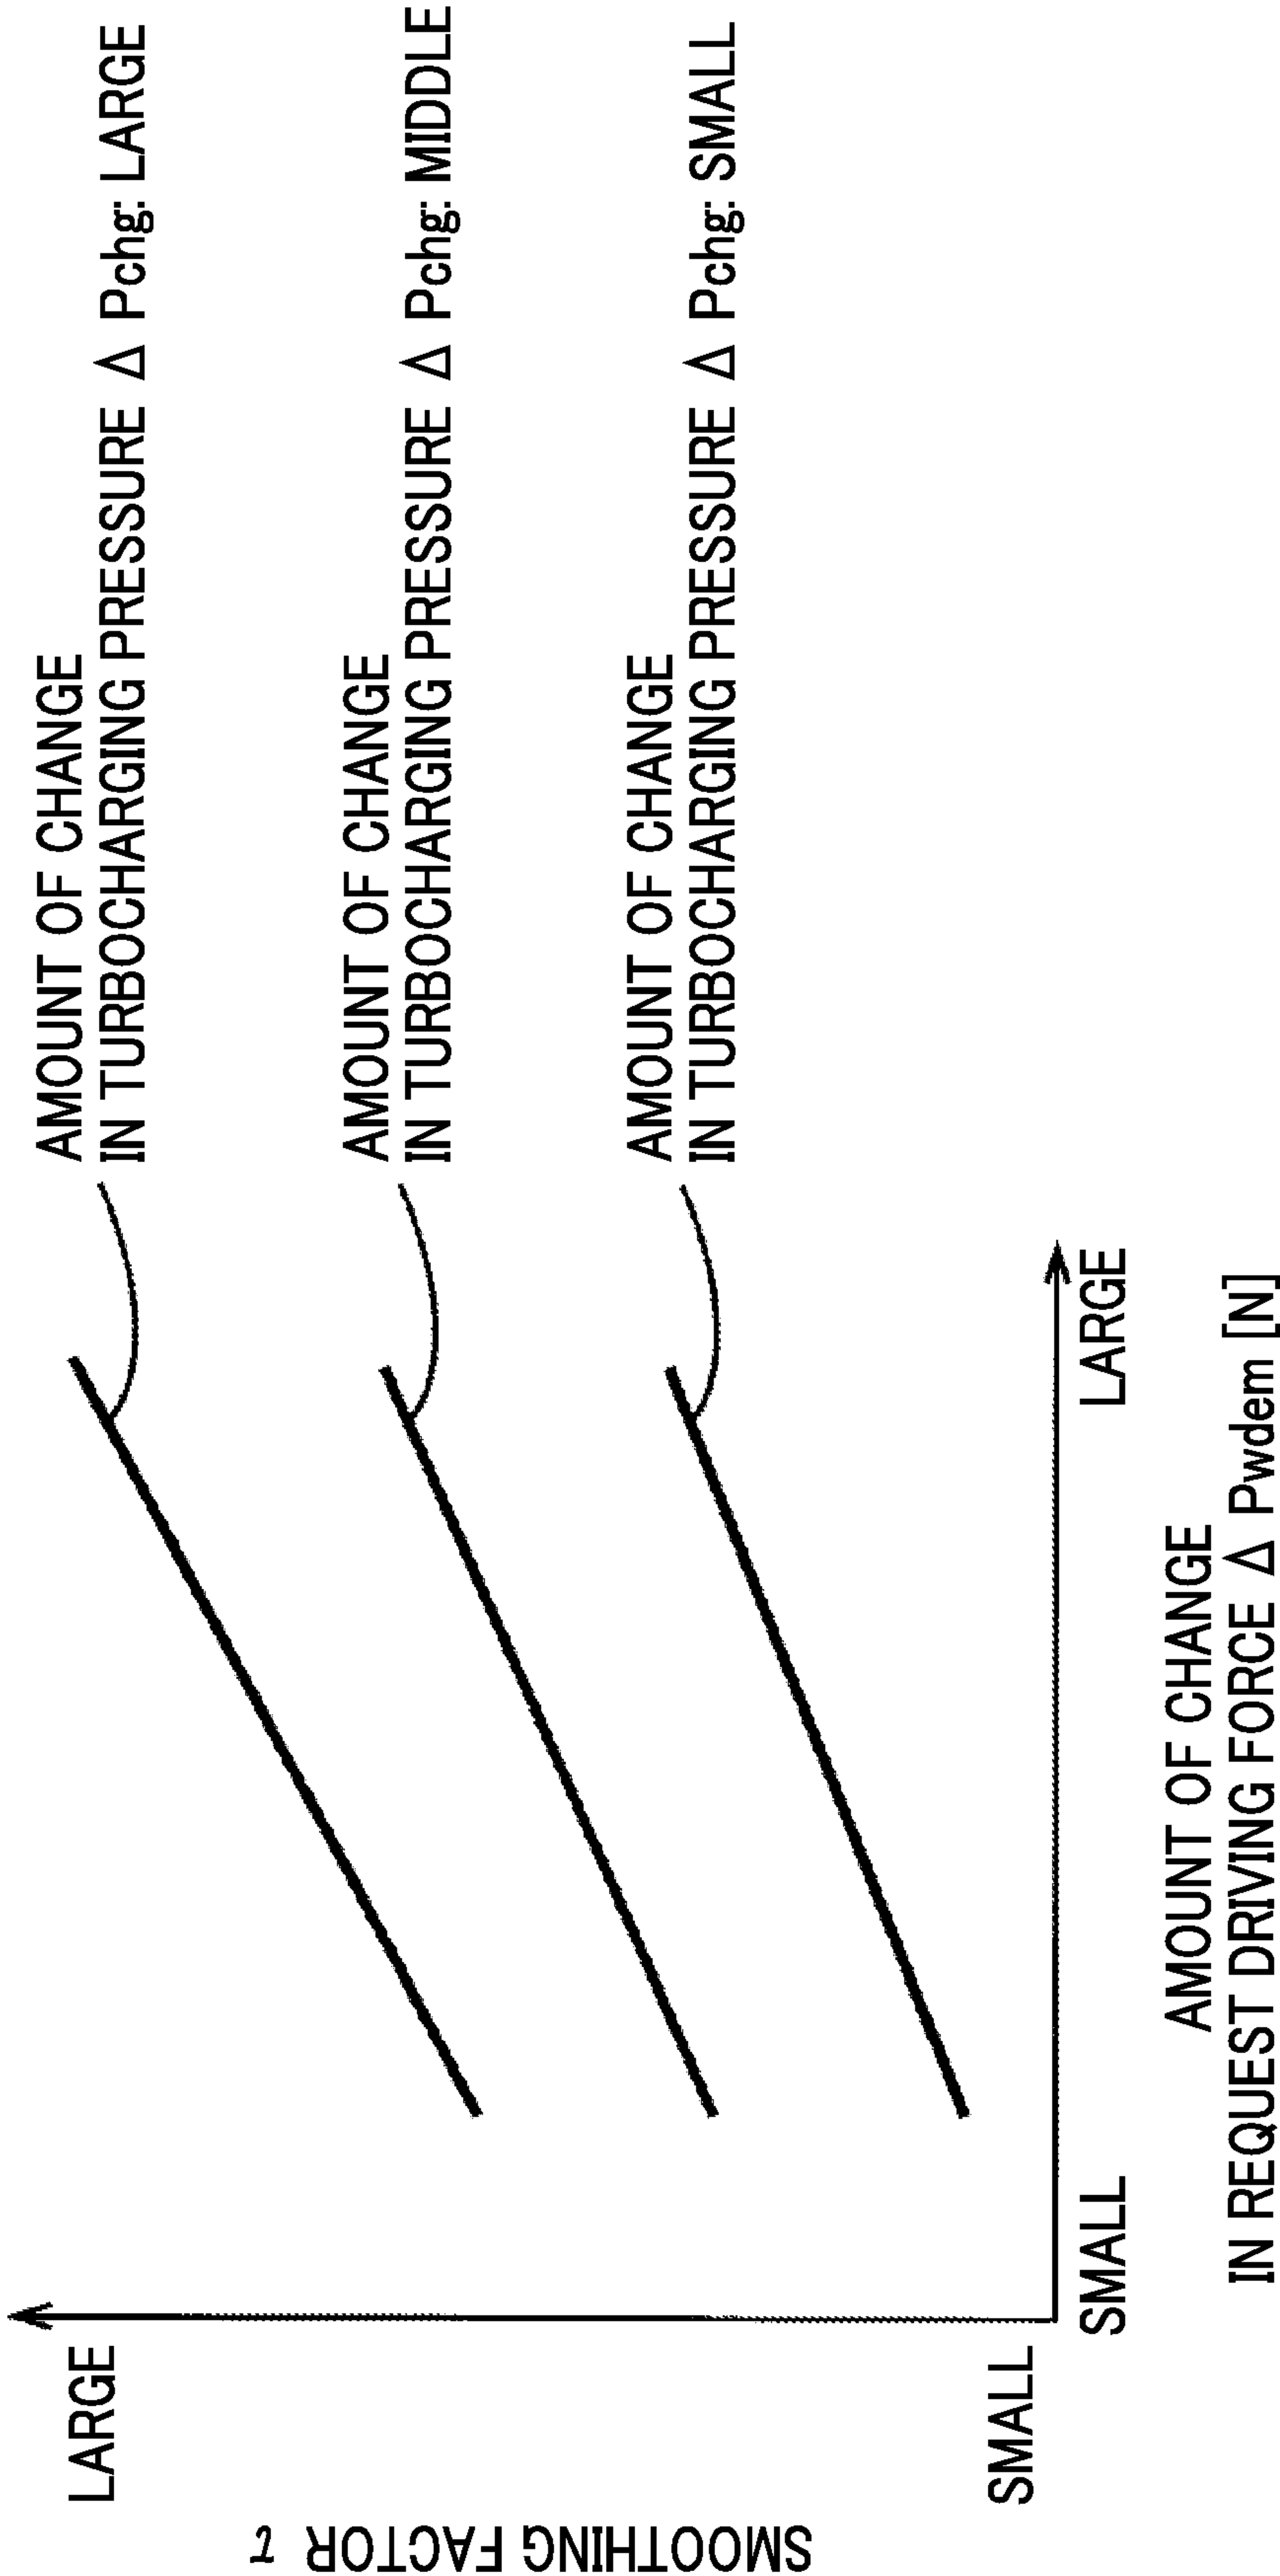 SMOOTHING FACTOR τ
LARGE
SMALL
AMOUNT OF CHANGE
IN TURBOCHARGING PRESSURE Δ Pchg: LARGE
AMOUNT OF CHANGE
IN TURBOCHARGING PRESSURE Δ Pchg: MIDDLE
AMOUNT OF CHANGE
IN TURBOCHARGING PRESSURE Δ Pchg: SMALL
SMALL
LARGE
AMOUNT OF CHANGE
IN REQUEST DRIVING FORCE Δ Pwdem [N]